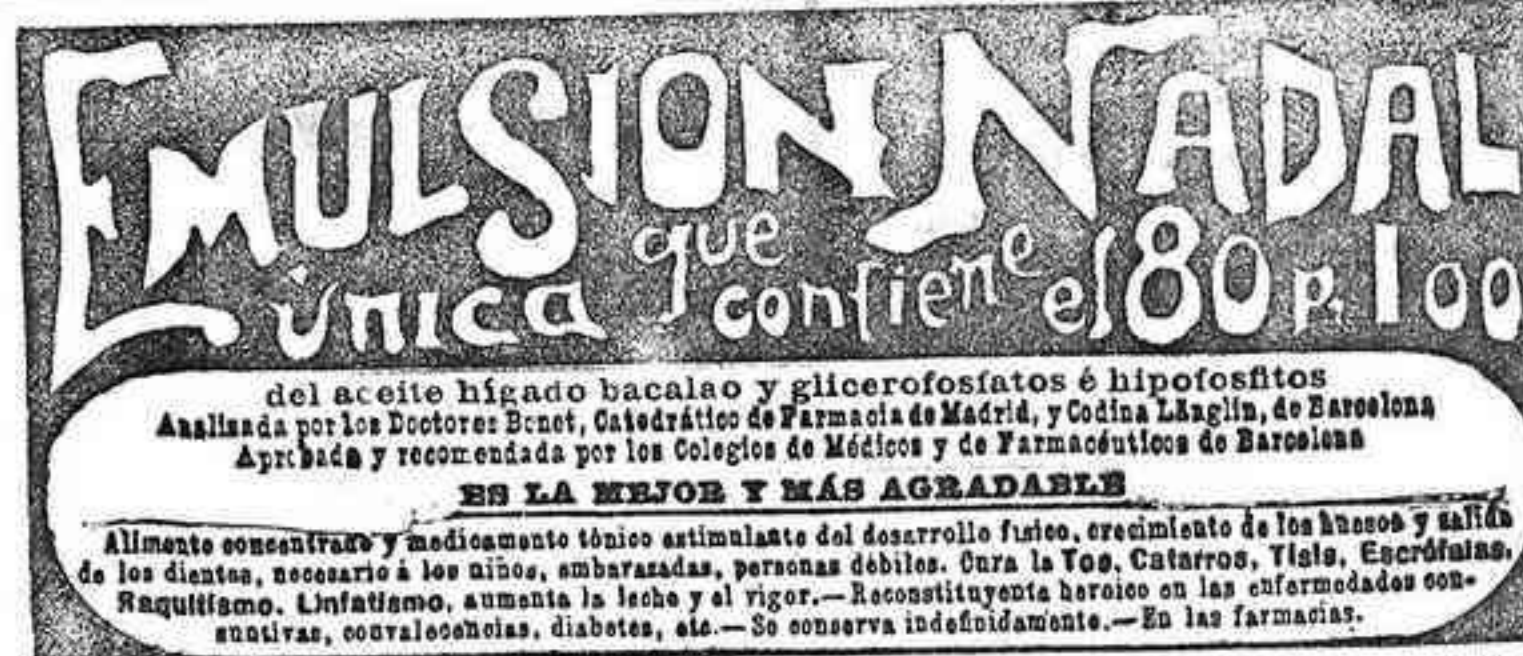 EMULSION NADAL
única que contiene el 80 p. 100
del aceite hígado bacalao y glicerofosfatos é hipofosfitos
Analizada por los Doctores Benet, Catedrático de Farmacia de Madrid, y Codina Länglin, de Barcelona
Aprobada y recomendada por los Colegios de Médicos y de Farmacéuticos de Barcelona
ES LA MEJOR Y MÁS AGRADABLE
Alimento concentrado y medicamento tónico estimulante del desarrollo físico, crecimiento de los huesos y salida
de los dientes, necesario á los niños, embarazadas, personas débiles. Cura la Tos, Catarros, Tisis, Escrófulas,
Raquitismo, Linfatismo, aumenta la leche y el vigor.—Reconstituyente heroico en las enfermedades con-
suntivas, convalecencias, diabetes, etc.—Se conserva indefinidamente.—En las farmacias.